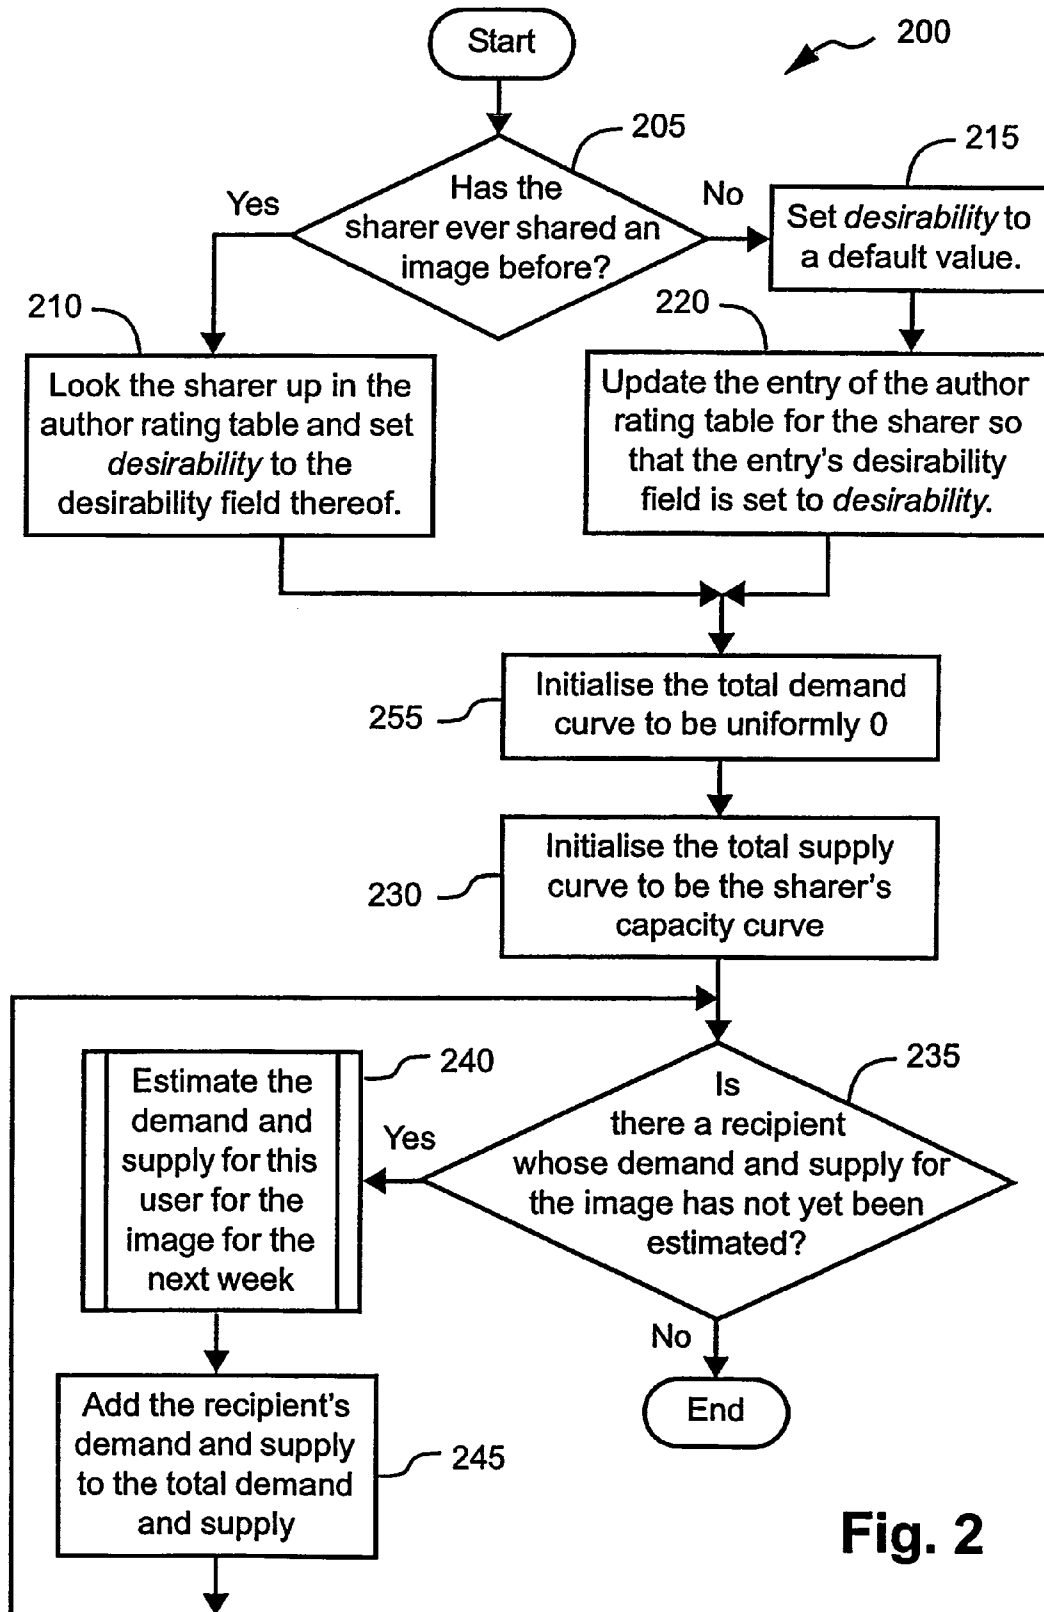 Start
200
205
Has the
sharer ever shared an
image before?
Yes
No
215
Set desirability to
a default value.
210
Look the sharer up in the
author rating table and set
desirability to the
desirability field thereof.
220
Update the entry of the author
rating table for the sharer so
that the entry's desirability
field is set to desirability.
255
Initialise the total demand
curve to be uniformly 0
230
Initialise the total supply
curve to be the sharer's
capacity curve
235
Is
there a recipient
whose demand and supply for
the image has not yet been
estimated?
Yes
240
Estimate the
demand and
supply for this
user for the
image for the
next week
No
End
Add the recipient's
demand and supply
to the total demand
and supply
245
Fig. 2